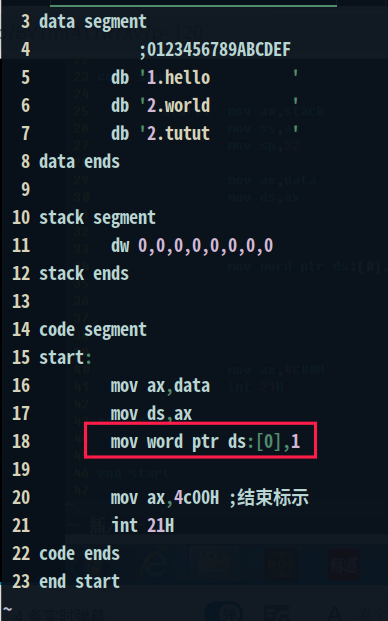 3 data segment
4           ;0123456789ABCDEF
5        db '1.hello         '
6        db '2.world         '
7        db '2.tutut         '
8 data ends
9
10 stack segment
11        dw 0,0,0,0,0,0,0,0
12 stack ends
13
14 code segment
15 start:
16        mov ax,data
17        mov ds,ax
18        mov word ptr ds:[0],1
19
20        mov ax,4c00H ;结束标示
21        int 21H
22 code ends
23 end start
~